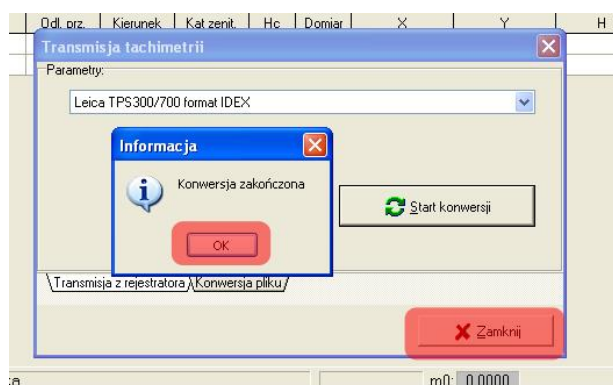 Odl. prz. Kierunek Kąt zenit. Hc Domiar X Y H
Transmisja tachimetrii
Parametry:
Leica TPS300/700 format IDEX
Informacja
Konwersja zakończona
Start konwersji
OK
Transmisja z rejestratora Konwersja pliku
Zamknij
m0: 0.0000